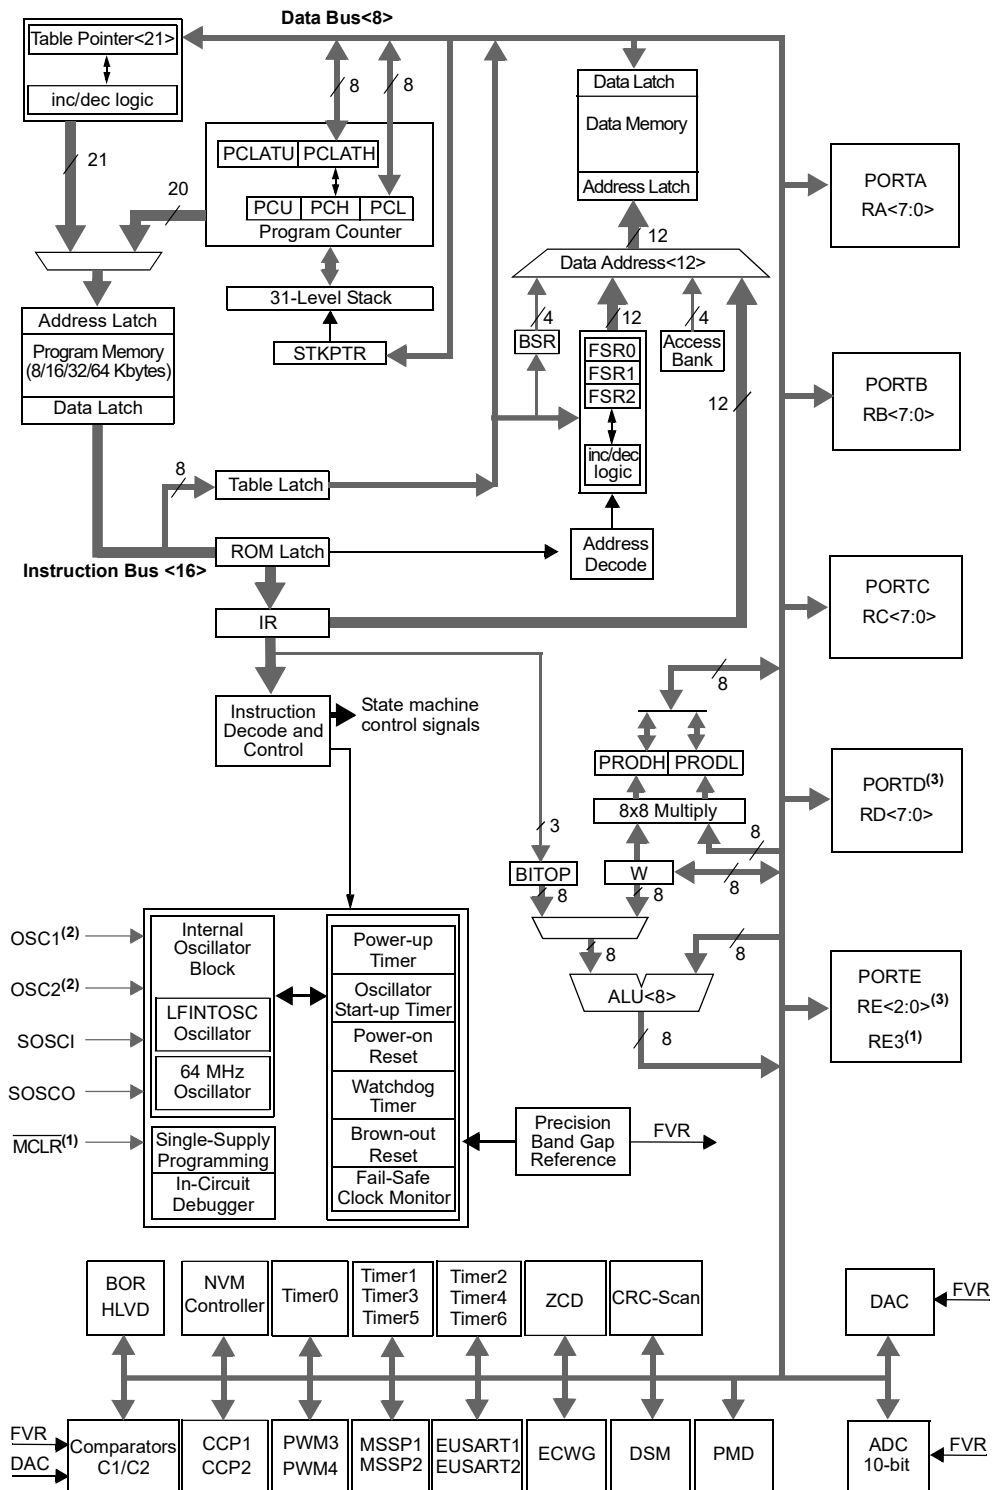 Data Bus<8>
Table Pointer<21>
inc/dec logic
21
20
8
8
PCLATU
PCLATH
PCU
PCH
PCL
Program Counter
31-Level Stack
STKPTR
Data Latch
Data Memory
Address Latch
12
Data Address<12>
4
12
4
BSR
FSR0
FSR1
FSR2
inc/dec
logic
Access
Bank
12
Address Latch
Program Memory
(8/16/32/64 Kbytes)
Data Latch
8
Table Latch
ROM Latch
Instruction Bus <16>
IR
Address
Decode
Instruction
Decode and
Control
State machine
control signals
8
PRODH
PRODL
8x8 Multiply
3
8
BITOP
W
8
8
8
8
8
ALU<8>
8
PORTA
RA<7:0>
PORTB
RB<7:0>
PORTC
RC<7:0>
PORTD(3)
RD<7:0>
PORTE
RE<2:0>(3)
RE3(1)
OSC1(2)
OSC2(2)
SOSCI
SOSCO
MCLR(1)
Internal
Oscillator
Block
LFINTOSC
Oscillator
64 MHz
Oscillator
Single-Supply
Programming
In-Circuit
Debugger
Power-up
Timer
Oscillator
Start-up Timer
Power-on
Reset
Watchdog
Timer
Brown-out
Reset
Fail-Safe
Clock Monitor
Precision
Band Gap
Reference
FVR
BOR
HLVD
NVM
Controller
Timer0
Timer1
Timer3
Timer5
Timer2
Timer4
Timer6
ZCD
CRC-Scan
DAC
FVR
FVR
DAC
Comparators
C1/C2
CCP1
CCP2
PWM3
PWM4
MSSP1
MSSP2
EUSART1
EUSART2
ECWG
DSM
PMD
ADC
10-bit
FVR